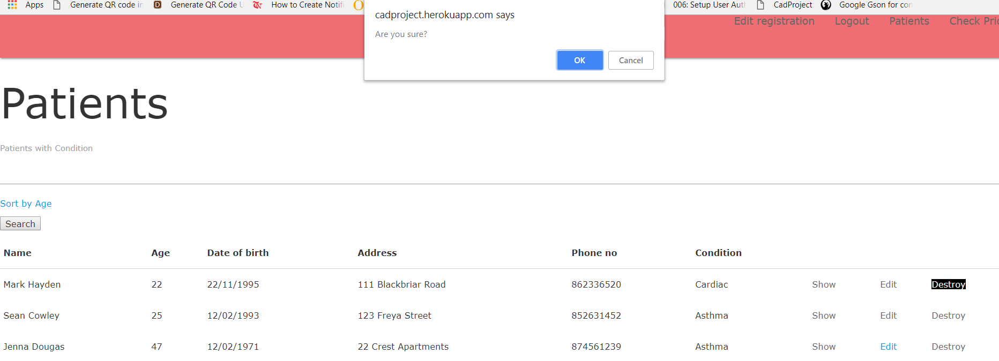 Apps Generate QR code in Generate QR Code U How to Create Notifi 006: Setup User Aut CadProject Google Gson for con
cadproject.herokuapp.com says
Are you sure?
OK Cancel
Edit registration Logout Patients Check Pric
Patients
Patients with Condition
Sort by Age
Search
Name Age Date of birth Address Phone no Condition
Mark Hayden 22 22/11/1995 111 Blackbriar Road 862336520 Cardiac Show Edit Destroy
Sean Cowley 25 12/02/1993 123 Freya Street 852631452 Asthma Show Edit Destroy
Jenna Dougas 47 12/02/1971 22 Crest Apartments 874561239 Asthma Show Edit Destroy